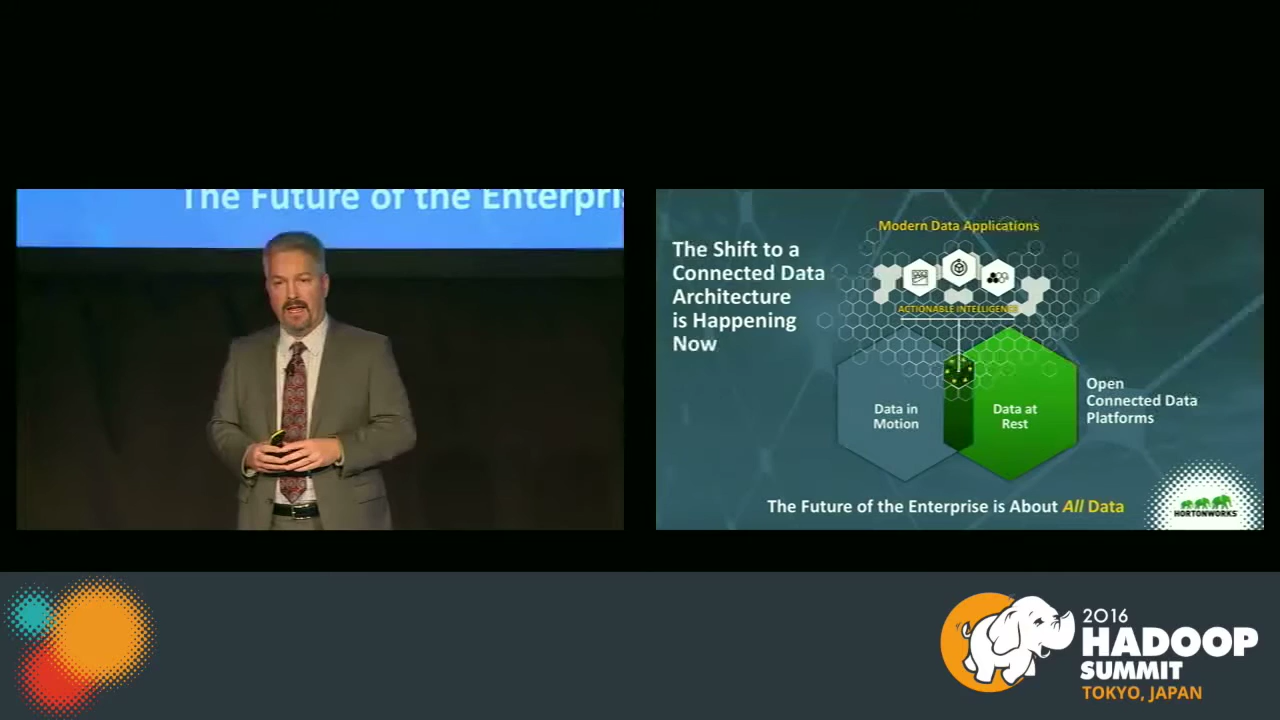 The Future of the Enterpri
Modern Data Applications
The Shift to a
Connected Data
Architecture
is Happening
Now
ACTIONABLE INTELLIGENCE
Data in
Motion
Data at
Rest
Open
Connected Data
Platforms
The Future of the Enterprise is About All Data
HORTONWORKS
2016
HADOOP
SUMMIT
TOKYO, JAPAN